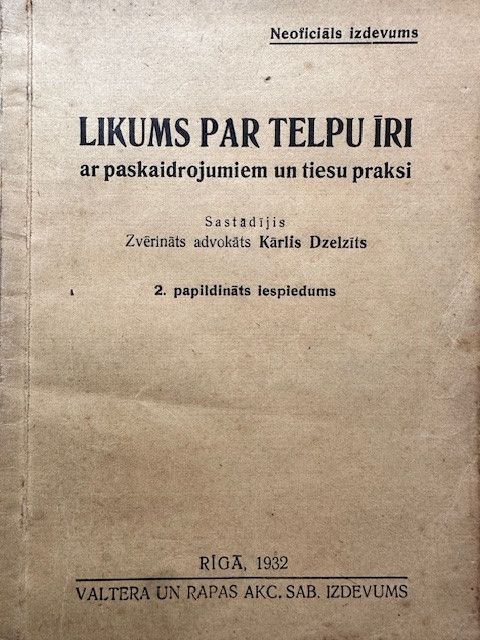 Neoficiāls izdevums
LIKUMS PAR TELPU ĪRI
ar paskaidrojumiem un tiesu praksi
Sastādījis
Zvērināts advokāts Kārlis Dzelzīts
2. papildināts iespiedums
RĪGĀ, 1932
VALTERA UN RAPAS AKC. SAB. IZDEVUMS